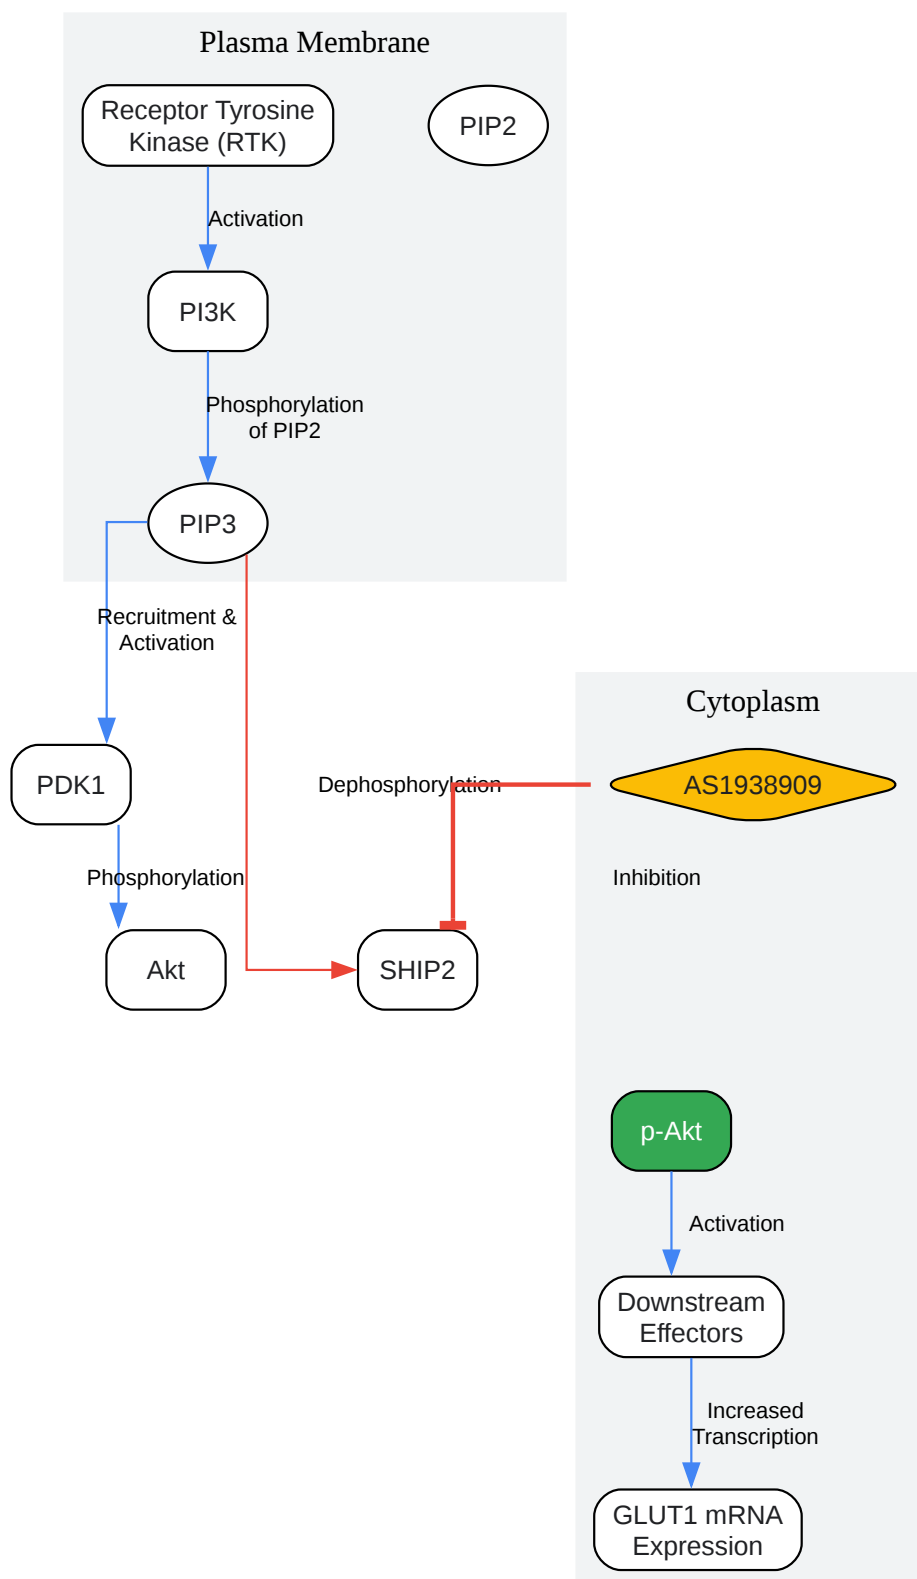 Plasma Membrane
Receptor Tyrosine
Kinase (RTK)
PIP2
Activation
PI3K
Phosphorylation
of PIP2
PIP3
Recruitment &
Activation
Cytoplasm
PDK1
Dephosphorylation
AS1938909
Phosphorylation
Inhibition
Akt
SHIP2
p-Akt
Activation
Downstream
Effectors
Increased
Transcription
GLUT1 mRNA
Expression